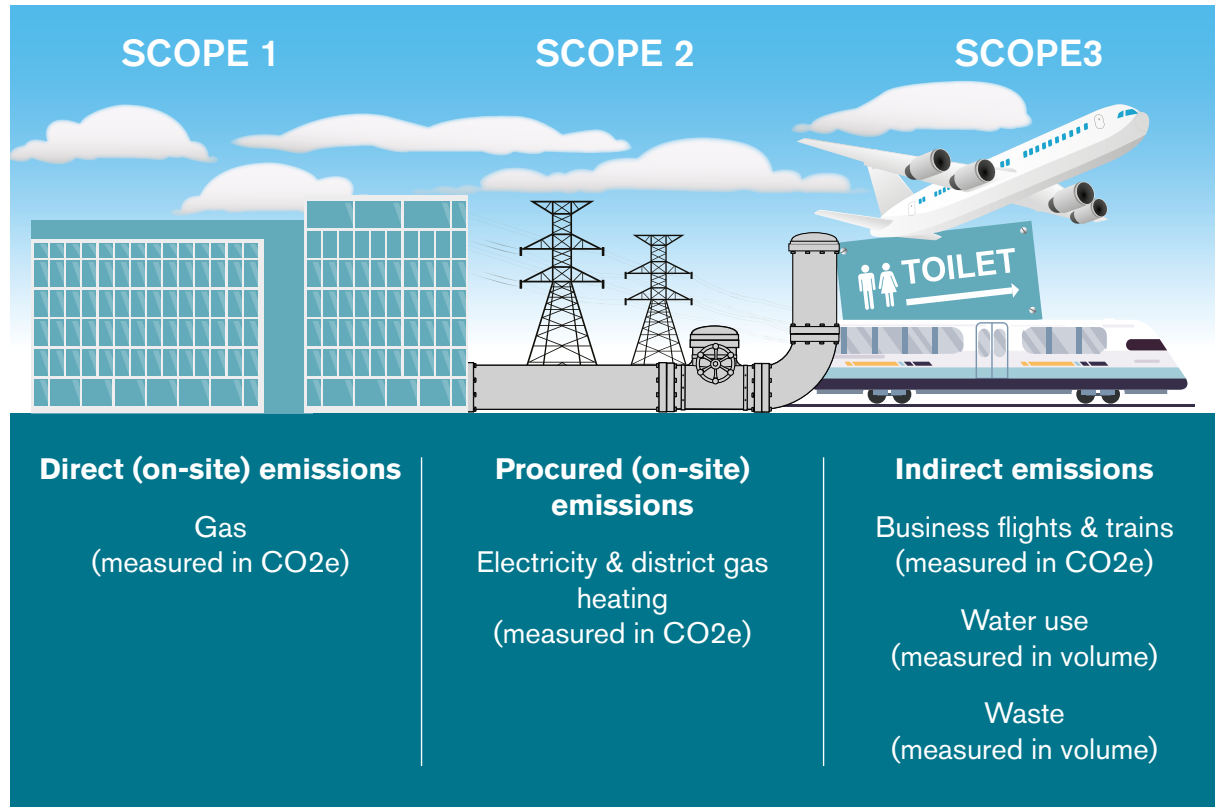 SCOPE 1
SCOPE 2
SCOPE3
TOILET
Direct (on-site) emissions
Gas
(measured in CO2e)
Procured (on-site)
emissions
Electricity & district gas
heating
(measured in CO2e)
Indirect emissions
Business flights & trains
(measured in CO2e)
Water use
(measured in volume)
Waste
(measured in volume)